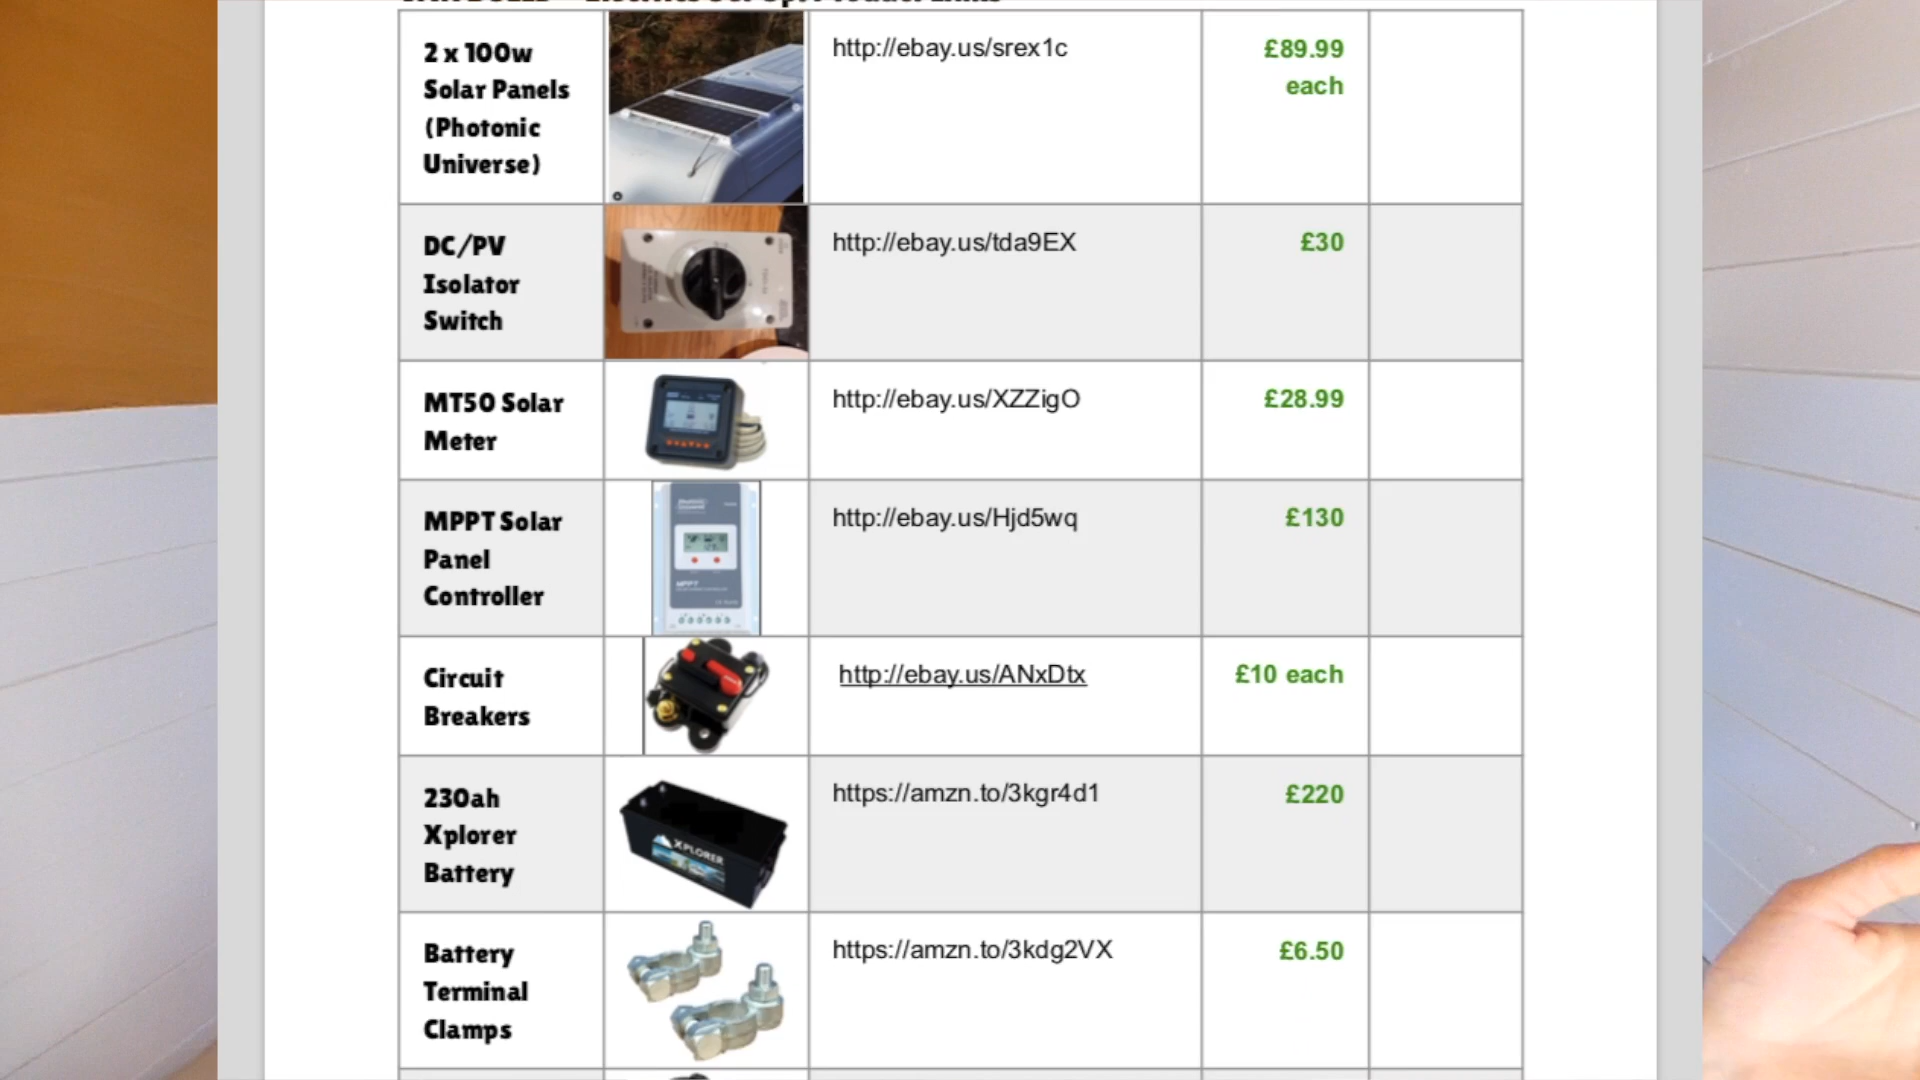 2 x 100w
Solar Panels
(Photonic
Universe)
http://ebay.us/srex1c
£89.99
each
DC/PV
Isolator
Switch
http://ebay.us/tda9EX
£30
MT50 Solar
Meter
http://ebay.us/XZZigO
£28.99
MPPT Solar
Panel
Controller
MPPT
http://ebay.us/Hjd5wq
£130
Circuit
Breakers
http://ebay.us/ANxDtx
£10 each
230ah
Xplorer
Battery
XPLORER
https://amzn.to/3kgr4d1
£220
Battery
Terminal
Clamps
https://amzn.to/3kdg2VX
£6.50